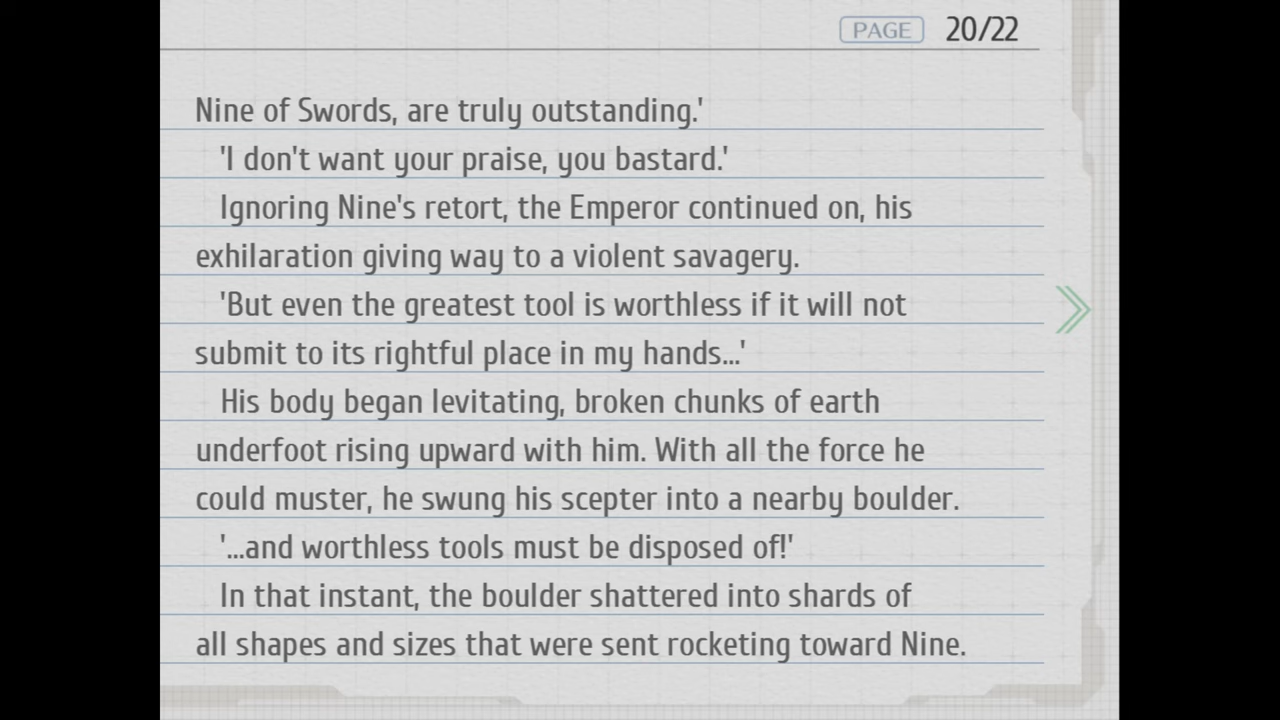 PAGE 20/22
Nine of Swords, are truly outstanding.'
'I don't want your praise, you bastard.'
Ignoring Nine's retort, the Emperor continued on, his
exhilaration giving way to a violent savagery.
'But even the greatest tool is worthless if it will not
submit to its rightful place in my hands...'
His body began levitating, broken chunks of earth
underfoot rising upward with him. With all the force he
could muster, he swung his scepter into a nearby boulder.
'...and worthless tools must be disposed of!'
In that instant, the boulder shattered into shards of
all shapes and sizes that were sent rocketing toward Nine.